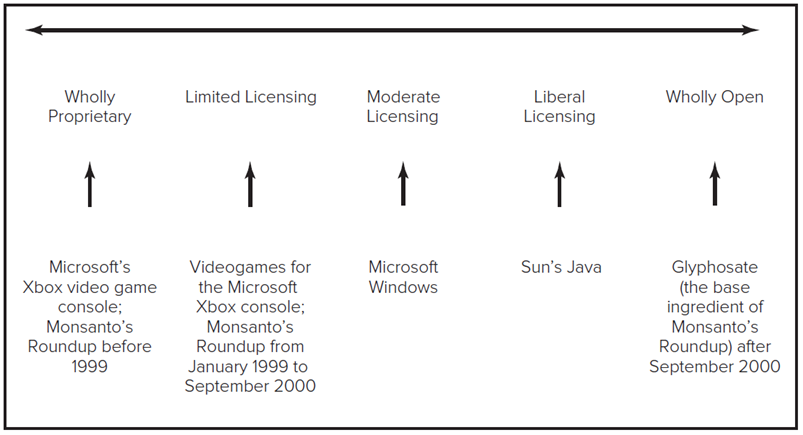 Wholly
Proprietary
Limited Licensing
Moderate
Licensing
Liberal
Licensing
Wholly Open
Microsoft's
Xbox video game
console;
Monsanto's
Roundup before
1999
Videogames for
the Microsoft
Xbox console;
Monsanto's
Roundup from
January 1999 to
September 2000
Microsoft
Windows
Sun's Java
Glyphosate
(the base
ingredient of
Monsanto's
Roundup) after
September 2000